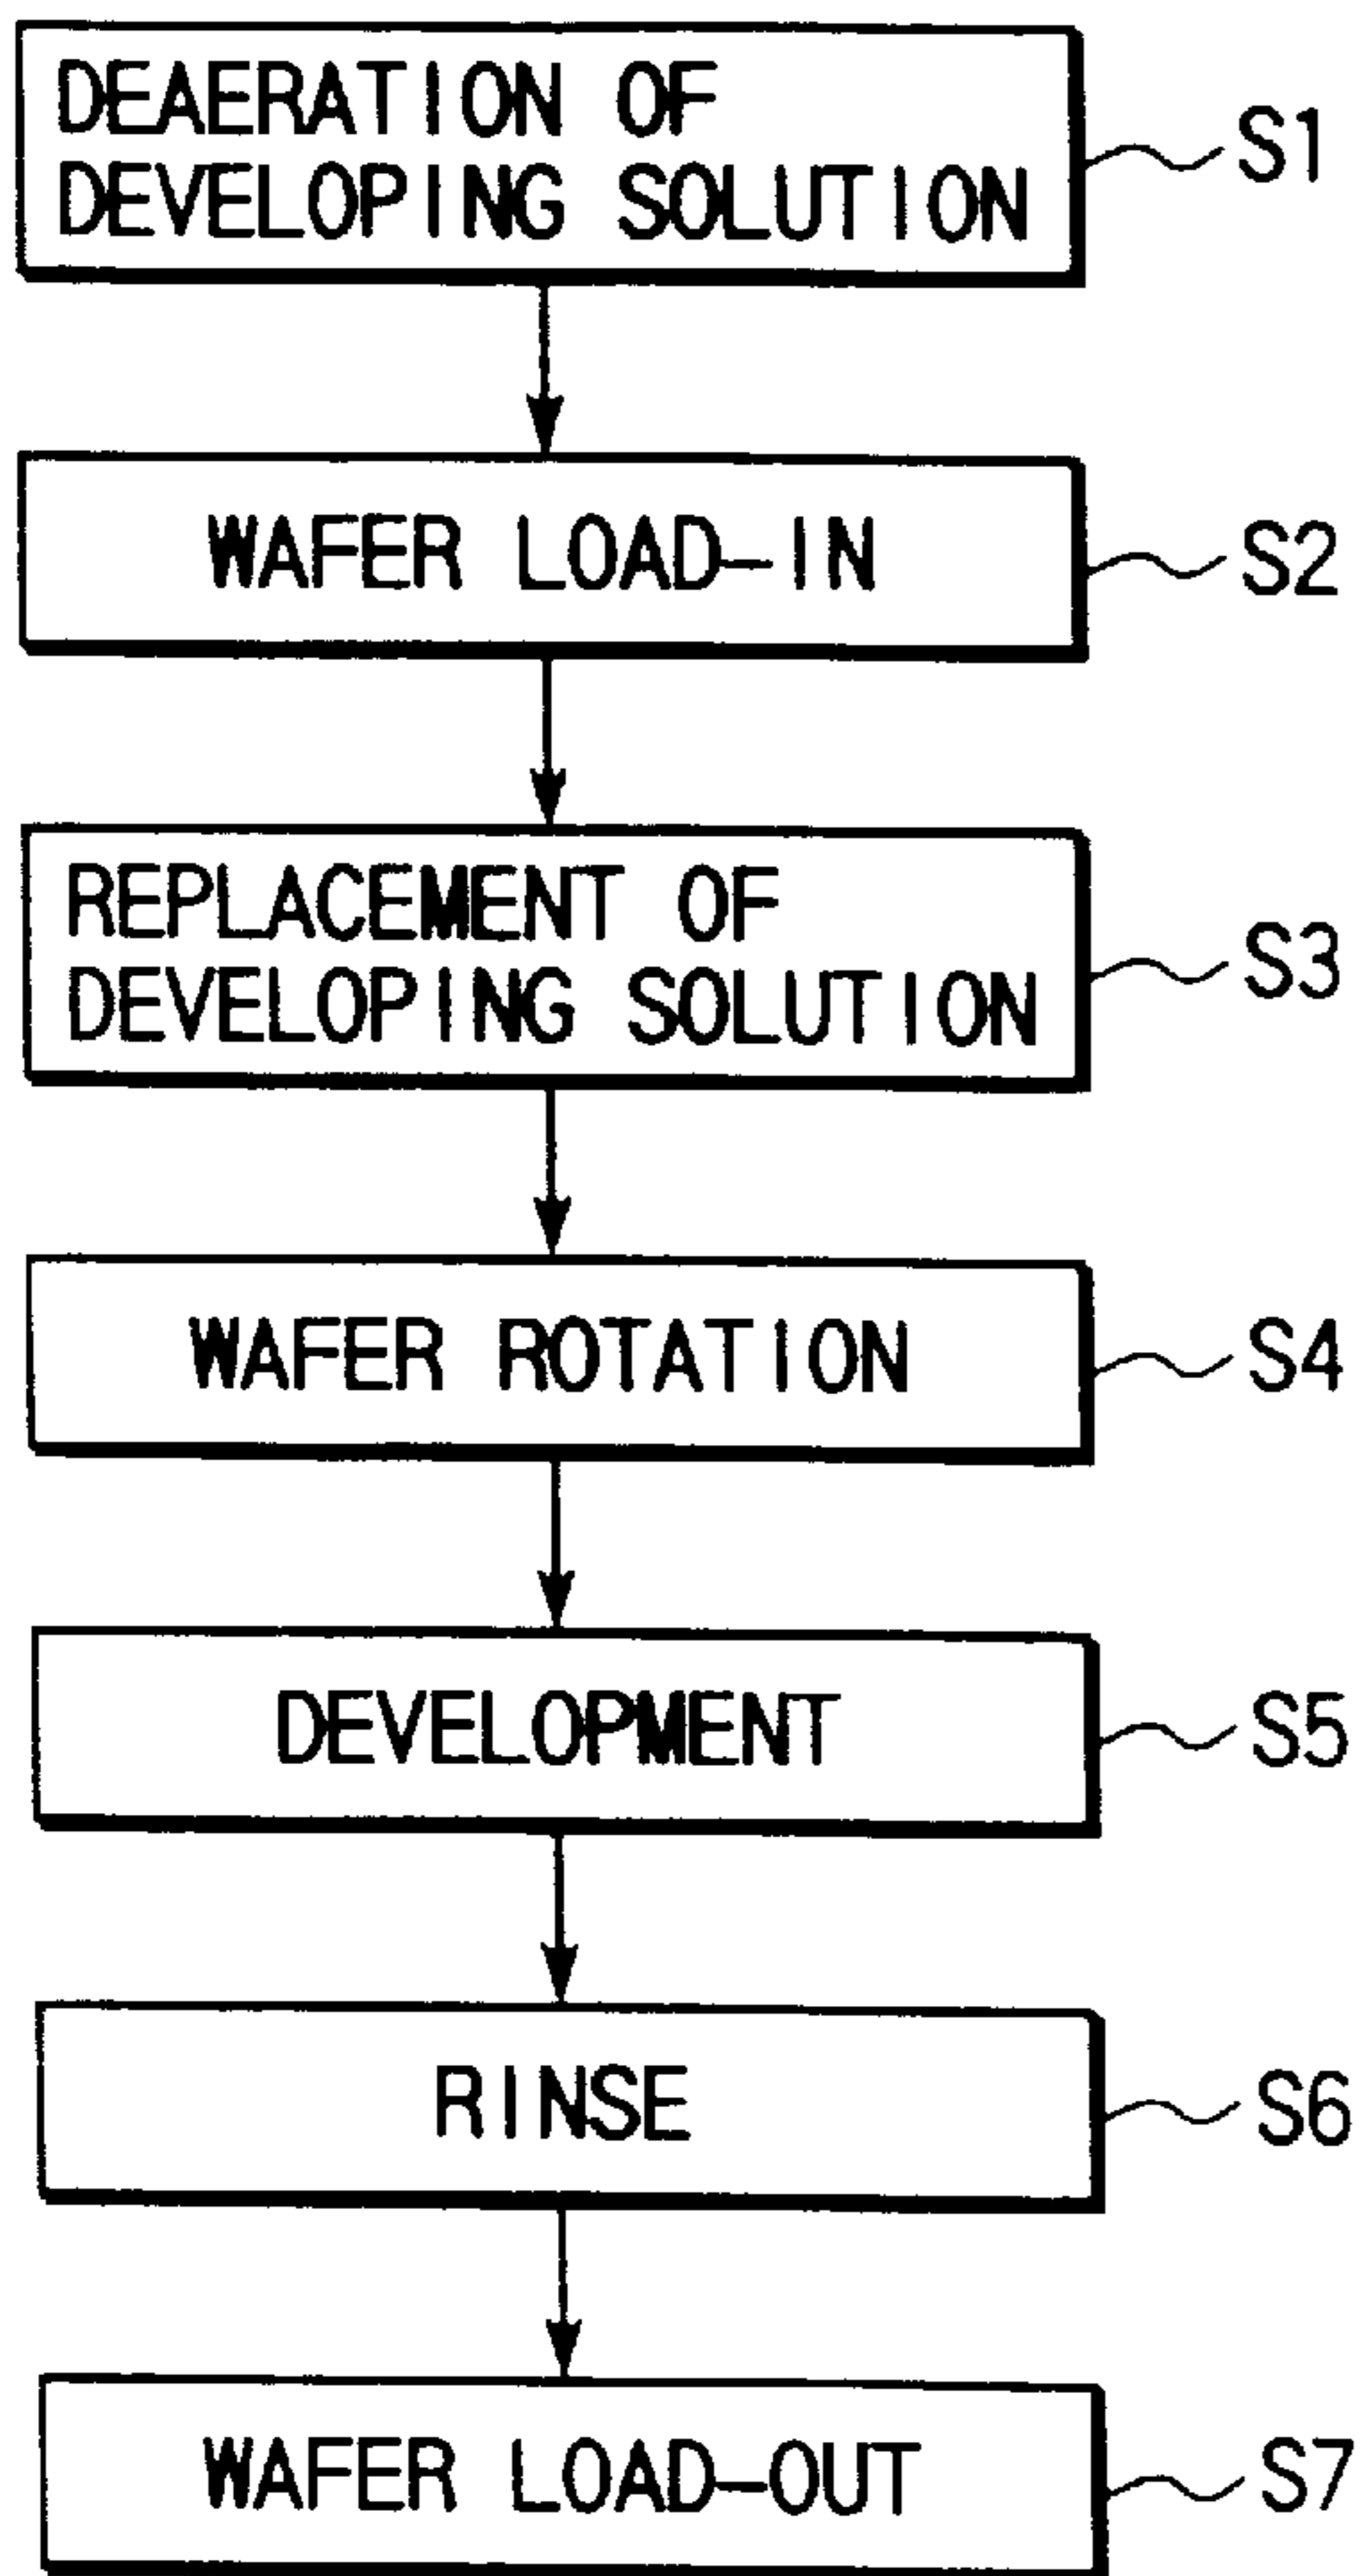 DEAERATION OF
DEVELOPING SOLUTION
S1
WAFER LOAD-IN
S2
REPLACEMENT OF
DEVELOPING SOLUTION
S3
WAFER ROTATION
S4
DEVELOPMENT
S5
RINSE
S6
WAFER LOAD-OUT
S7